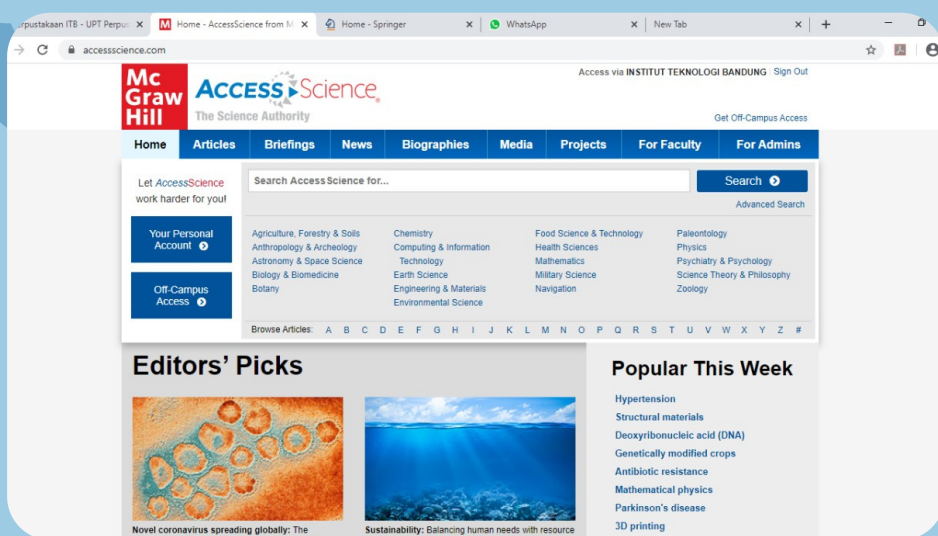 erpustakaan ITB - UPT Perpu
Home - AccessScience from M
Home - Springer
WhatsApp
New Tab
accessscience.com
Mc
Graw
Hill
ACCESS Science
The Science Authority
Access via INSTITUT TEKNOLOGI BANDUNG Sign Out
Get Off-Campus Access
Home Articles Briefings News Biographies Media Projects For Faculty For Admins
Let AccessScience
work harder for you!
Your Personal
Account
Off-Campus
Access
Search AccessScience for...
Search
Advanced Search
Agriculture, Forestry & Soils
Anthropology & Archeology
Astronomy & Space Science
Biology & Biomedicine
Botany
Chemistry
Computing & Information
Technology
Earth Science
Engineering & Materials
Environmental Science
Food Science & Technology
Health Sciences
Mathematics
Military Science
Navigation
Paleontology
Physics
Psychiatry & Psychology
Science Theory & Philosophy
Zoology
Browse Articles: A B C D E F G H I J K L M N O P Q R S T U V W X Y Z #
Editors' Picks
Novel coronavirus spreading globally: The
Sustainability: Balancing human needs with resource
Popular This Week
Hypertension
Structural materials
Deoxyribonucleic acid (DNA)
Genetically modified crops
Antibiotic resistance
Mathematical physics
Parkinson's disease
3D printing